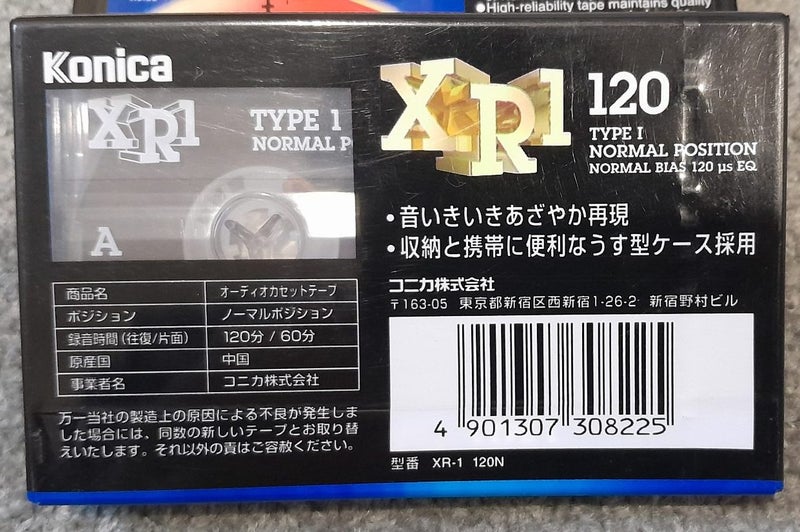 ●High-reliability tape maintains quality
Konica
XR1
TYPE 1
NORMAL P
A
XR1 120
TYPE I
NORMAL POSITION
NORMAL BIAS 120 μs EQ
・音いきいきあざやか再現
・収納と携帯に便利なうす型ケース採用
商品名 オーディオカセットテープ
ポジション ノーマルポジション
録音時間(往復/片面) 120分/60分
原産国 中国
事業者名 コニカ株式会社
万一当社の製造上の原因による不良が発生しま
した場合には、同数の新しいテープとお取り替
えいたします。それ以外の責はご容赦ください。
コニカ株式会社
〒163-05 東京都新宿区西新宿1-26-2 新宿野村ビル
4 901307 308225
型番 XR-1 120N